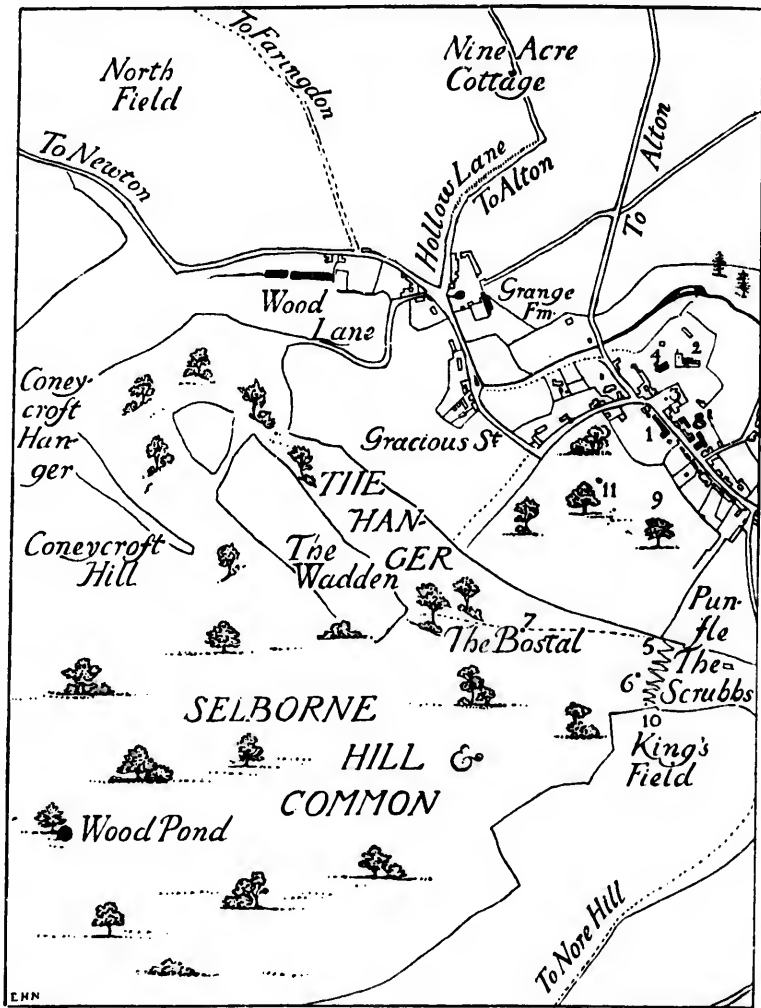 To Faringdon
North
Field
Nine Acre
Cottage
To Newton
Hollow Lane
To Alton
Alton
To
Wood
Lane
Grange
Fm.
4
2
Coney-
croft
Han-
ger
Gracious St
1
3
8
THE
HAN-
GER
11
9
Coneycroft
Hill
The
Wadden
7
The Bostal
Pun-
fle
5
The
Scrubbs
6
10
King's
Field
SELBORNE
HILL &
COMMON
Wood Pond
To Nore Hill
EHN